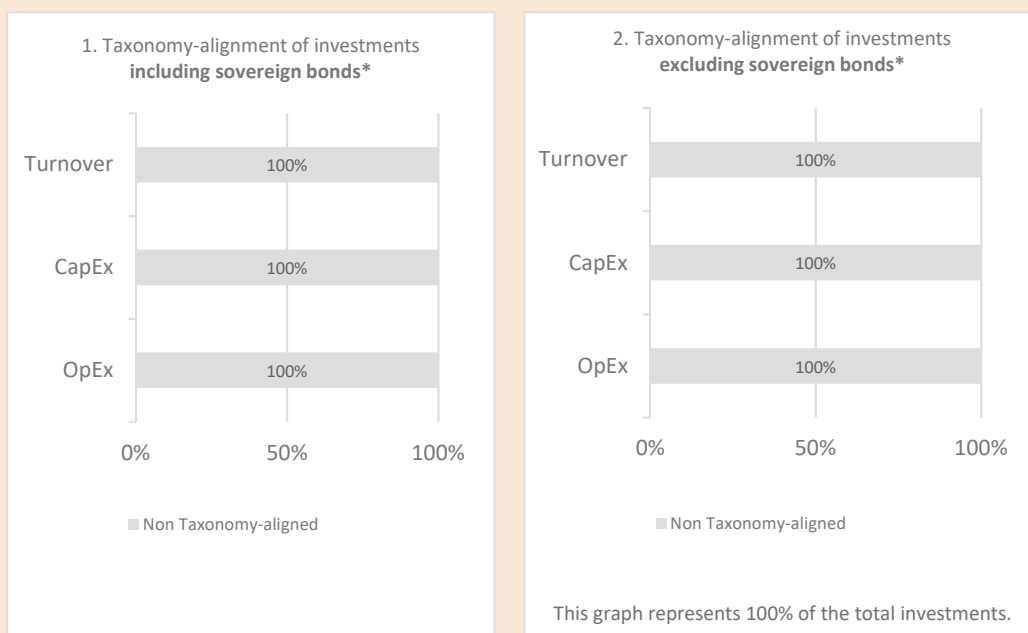 1. Taxonomy-alignment of investments
including sovereign bonds*
Turnover
100%
CapEx
100%
OpEx
100%
0% 50% 100%
Non Taxonomy-aligned
2. Taxonomy-alignment of investments
excluding sovereign bonds*
Turnover
100%
CapEx
100%
OpEx
100%
0% 50% 100%
Non Taxonomy-aligned
This graph represents 100% of the total investments.